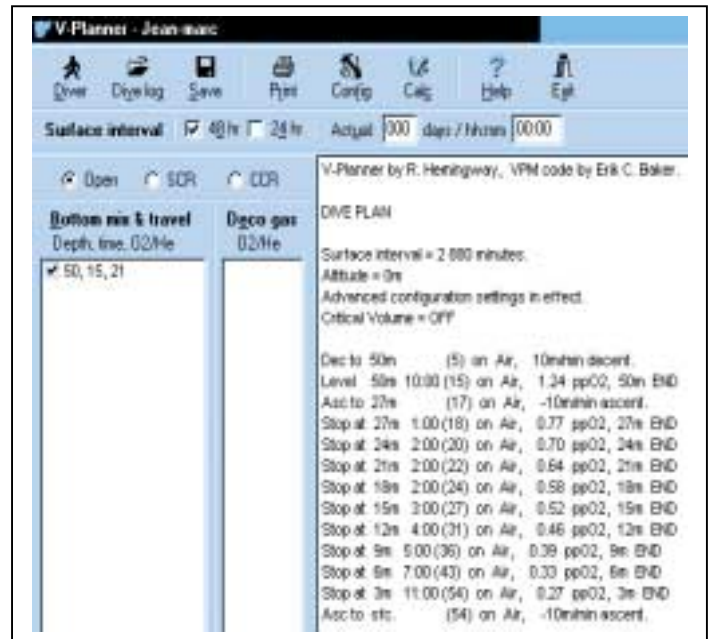 V-Planner - Jean-marc
Diver Dive log Save Print Config Calc Help Exit
Surface interval 48 hr 24 hr Actual 000 days / hh:mm 00:00
Open SCR CCR
Bottom mix & travel
Depth, time, O2/He
50, 15, 21
Deco gas
O2/He
V-Planner by R. Hemingway, VPM code by Erik C. Baker.
DIVE PLAN
Surface interval = 2 880 minutes.
Altitude = 0m
Advanced configuration settings in effect.
Critical Volume = OFF
Dec to 50m (5) on Air, 10m/min decent.
Level 50m 10:00 (15) on Air, 1.24 ppO2, 50m END
Asc to 27m (17) on Air, -10m/min ascent.
Stop at 27m 1:00 (18) on Air, 0.77 ppO2, 27m END
Stop at 24m 2:00 (20) on Air, 0.70 ppO2, 24m END
Stop at 21m 2:00 (22) on Air, 0.64 ppO2, 21m END
Stop at 18m 2:00 (24) on Air, 0.58 ppO2, 18m END
Stop at 15m 3:00 (27) on Air, 0.52 ppO2, 15m END
Stop at 12m 4:00 (31) on Air, 0.46 ppO2, 12m END
Stop at 9m 5:00 (36) on Air, 0.39 ppO2, 9m END
Stop at 6m 7:00 (43) on Air, 0.33 ppO2, 6m END
Stop at 3m 11:00 (54) on Air, 0.27 ppO2, 3m END
Asc to sfc. (54) on Air, -10m/min ascent.